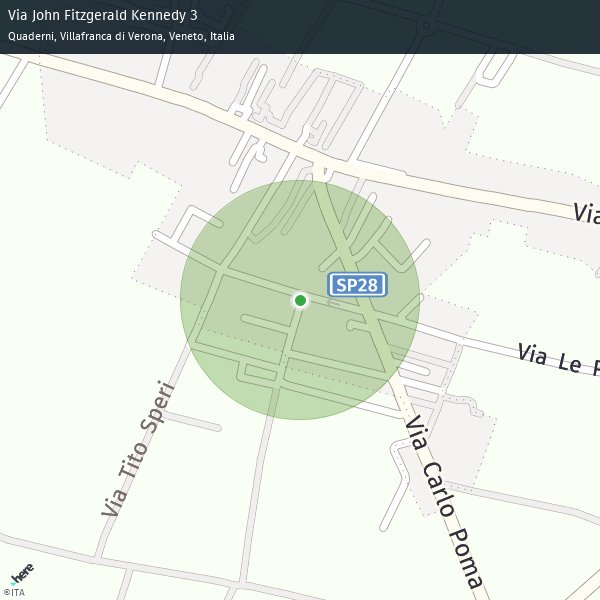 Via John Fitzgerald Kennedy 3
Quaderni, Villafranca di Verona, Veneto, Italia
Via
SP28
Via Le
Via Tito Speri
Via Carlo Poma
here
©ITA